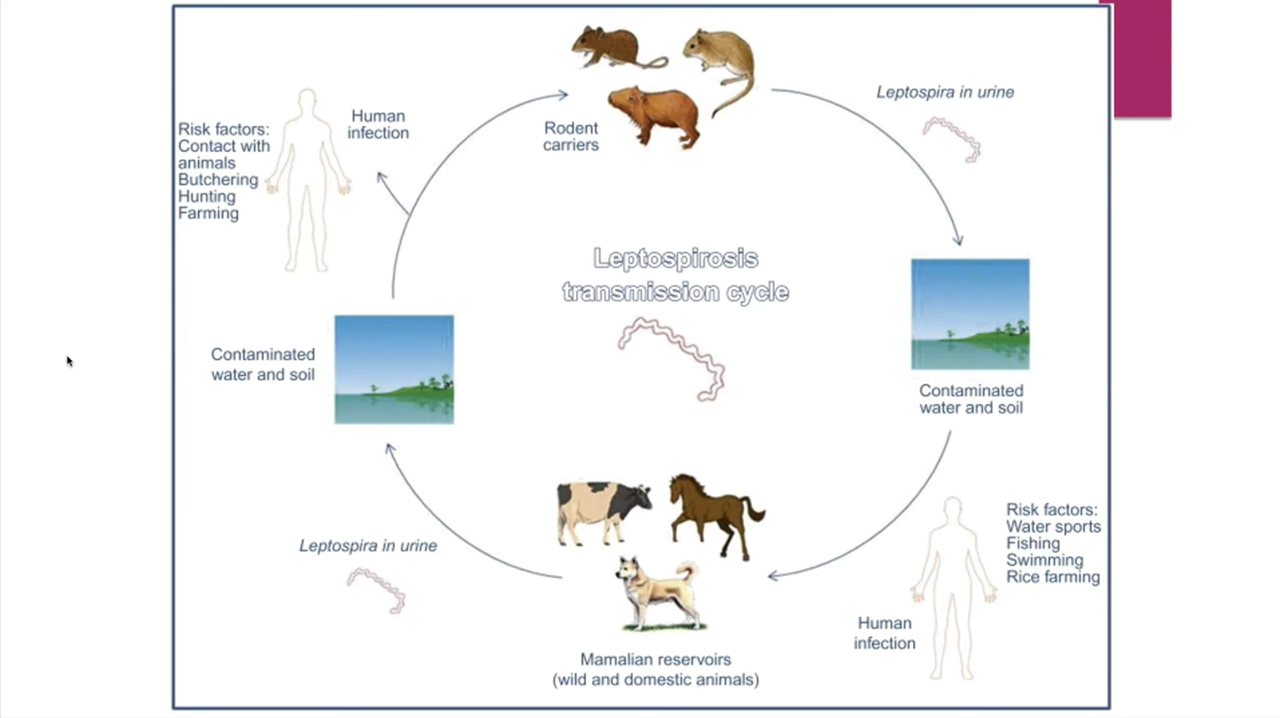 Leptospira in urine
Rodent
carriers
Human
infection
Risk factors:
Contact with
animals
Butchering
Hunting
Farming
Leptospirosis
transmission cycle
Contaminated
water and soil
Contaminated
water and soil
Leptospira in urine
Risk factors:
Water sports
Fishing
Swimming
Rice farming
Human
infection
Mamalian reservoirs
(wild and domestic animals)